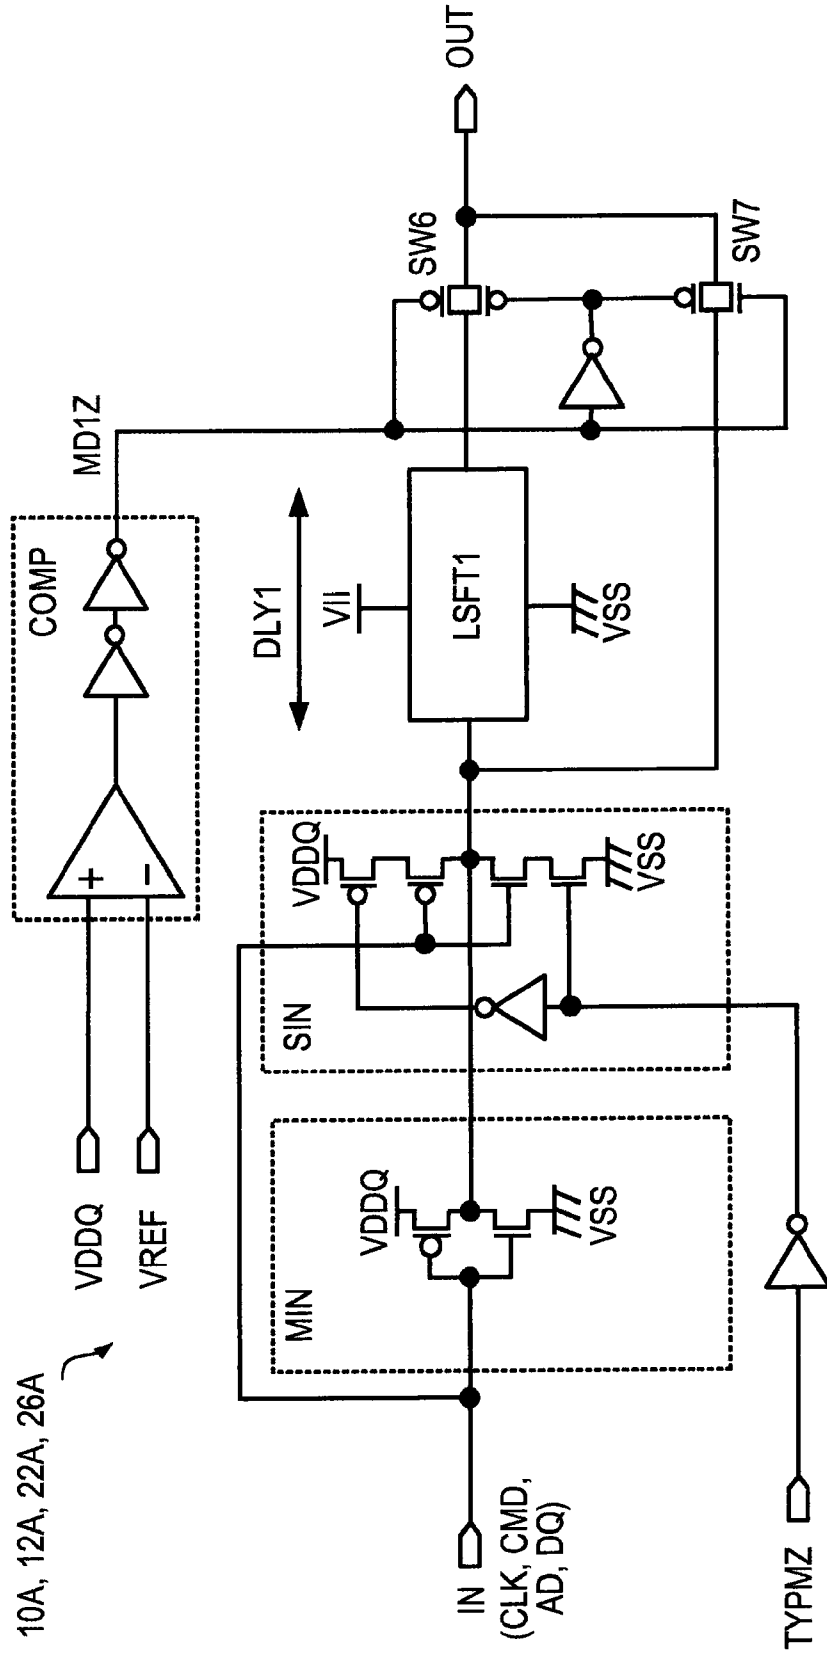 10A, 12A, 22A, 26A
VDDQ
VREF
COMP
+
−
MD1Z
DLY1
VII
LSFT1
VSS
SW6
SW7
OUT
SIN
VDDQ
VSS
MIN
VDDQ
VSS
IN
(CLK, CMD,
AD, DQ)
TYPMZ